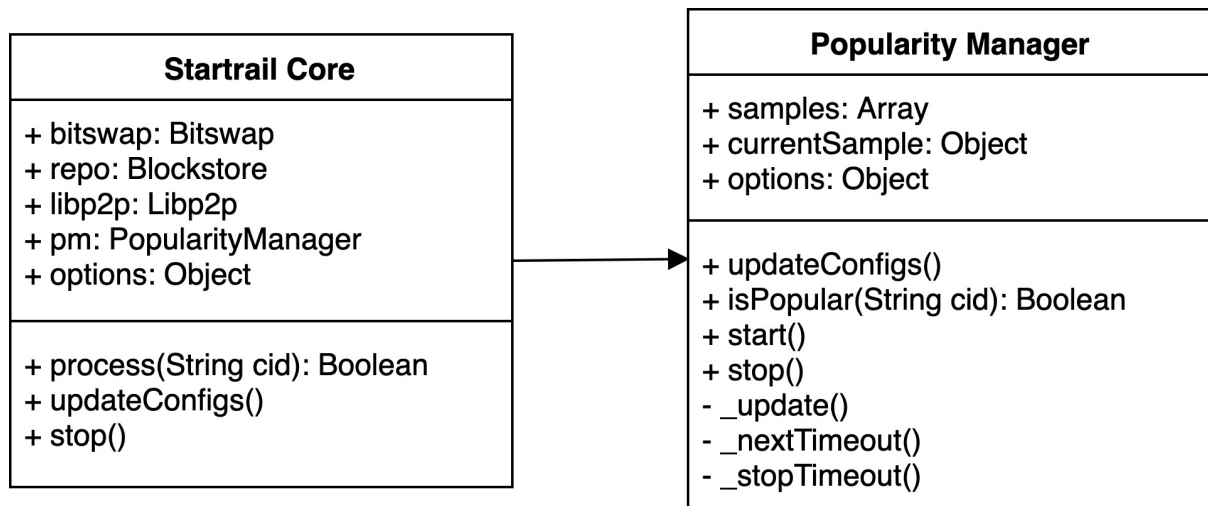 Startrail Core
+ bitswap: Bitswap
+ repo: Blockstore
+ libp2p: Libp2p
+ pm: PopularityManager
+ options: Object
+ process(String cid): Boolean
+ updateConfigs()
+ stop()
Popularity Manager
+ samples: Array
+ currentSample: Object
+ options: Object
+ updateConfigs()
+ isPopular(String cid): Boolean
+ start()
+ stop()
- _update()
- _nextTimeout()
- _stopTimeout()